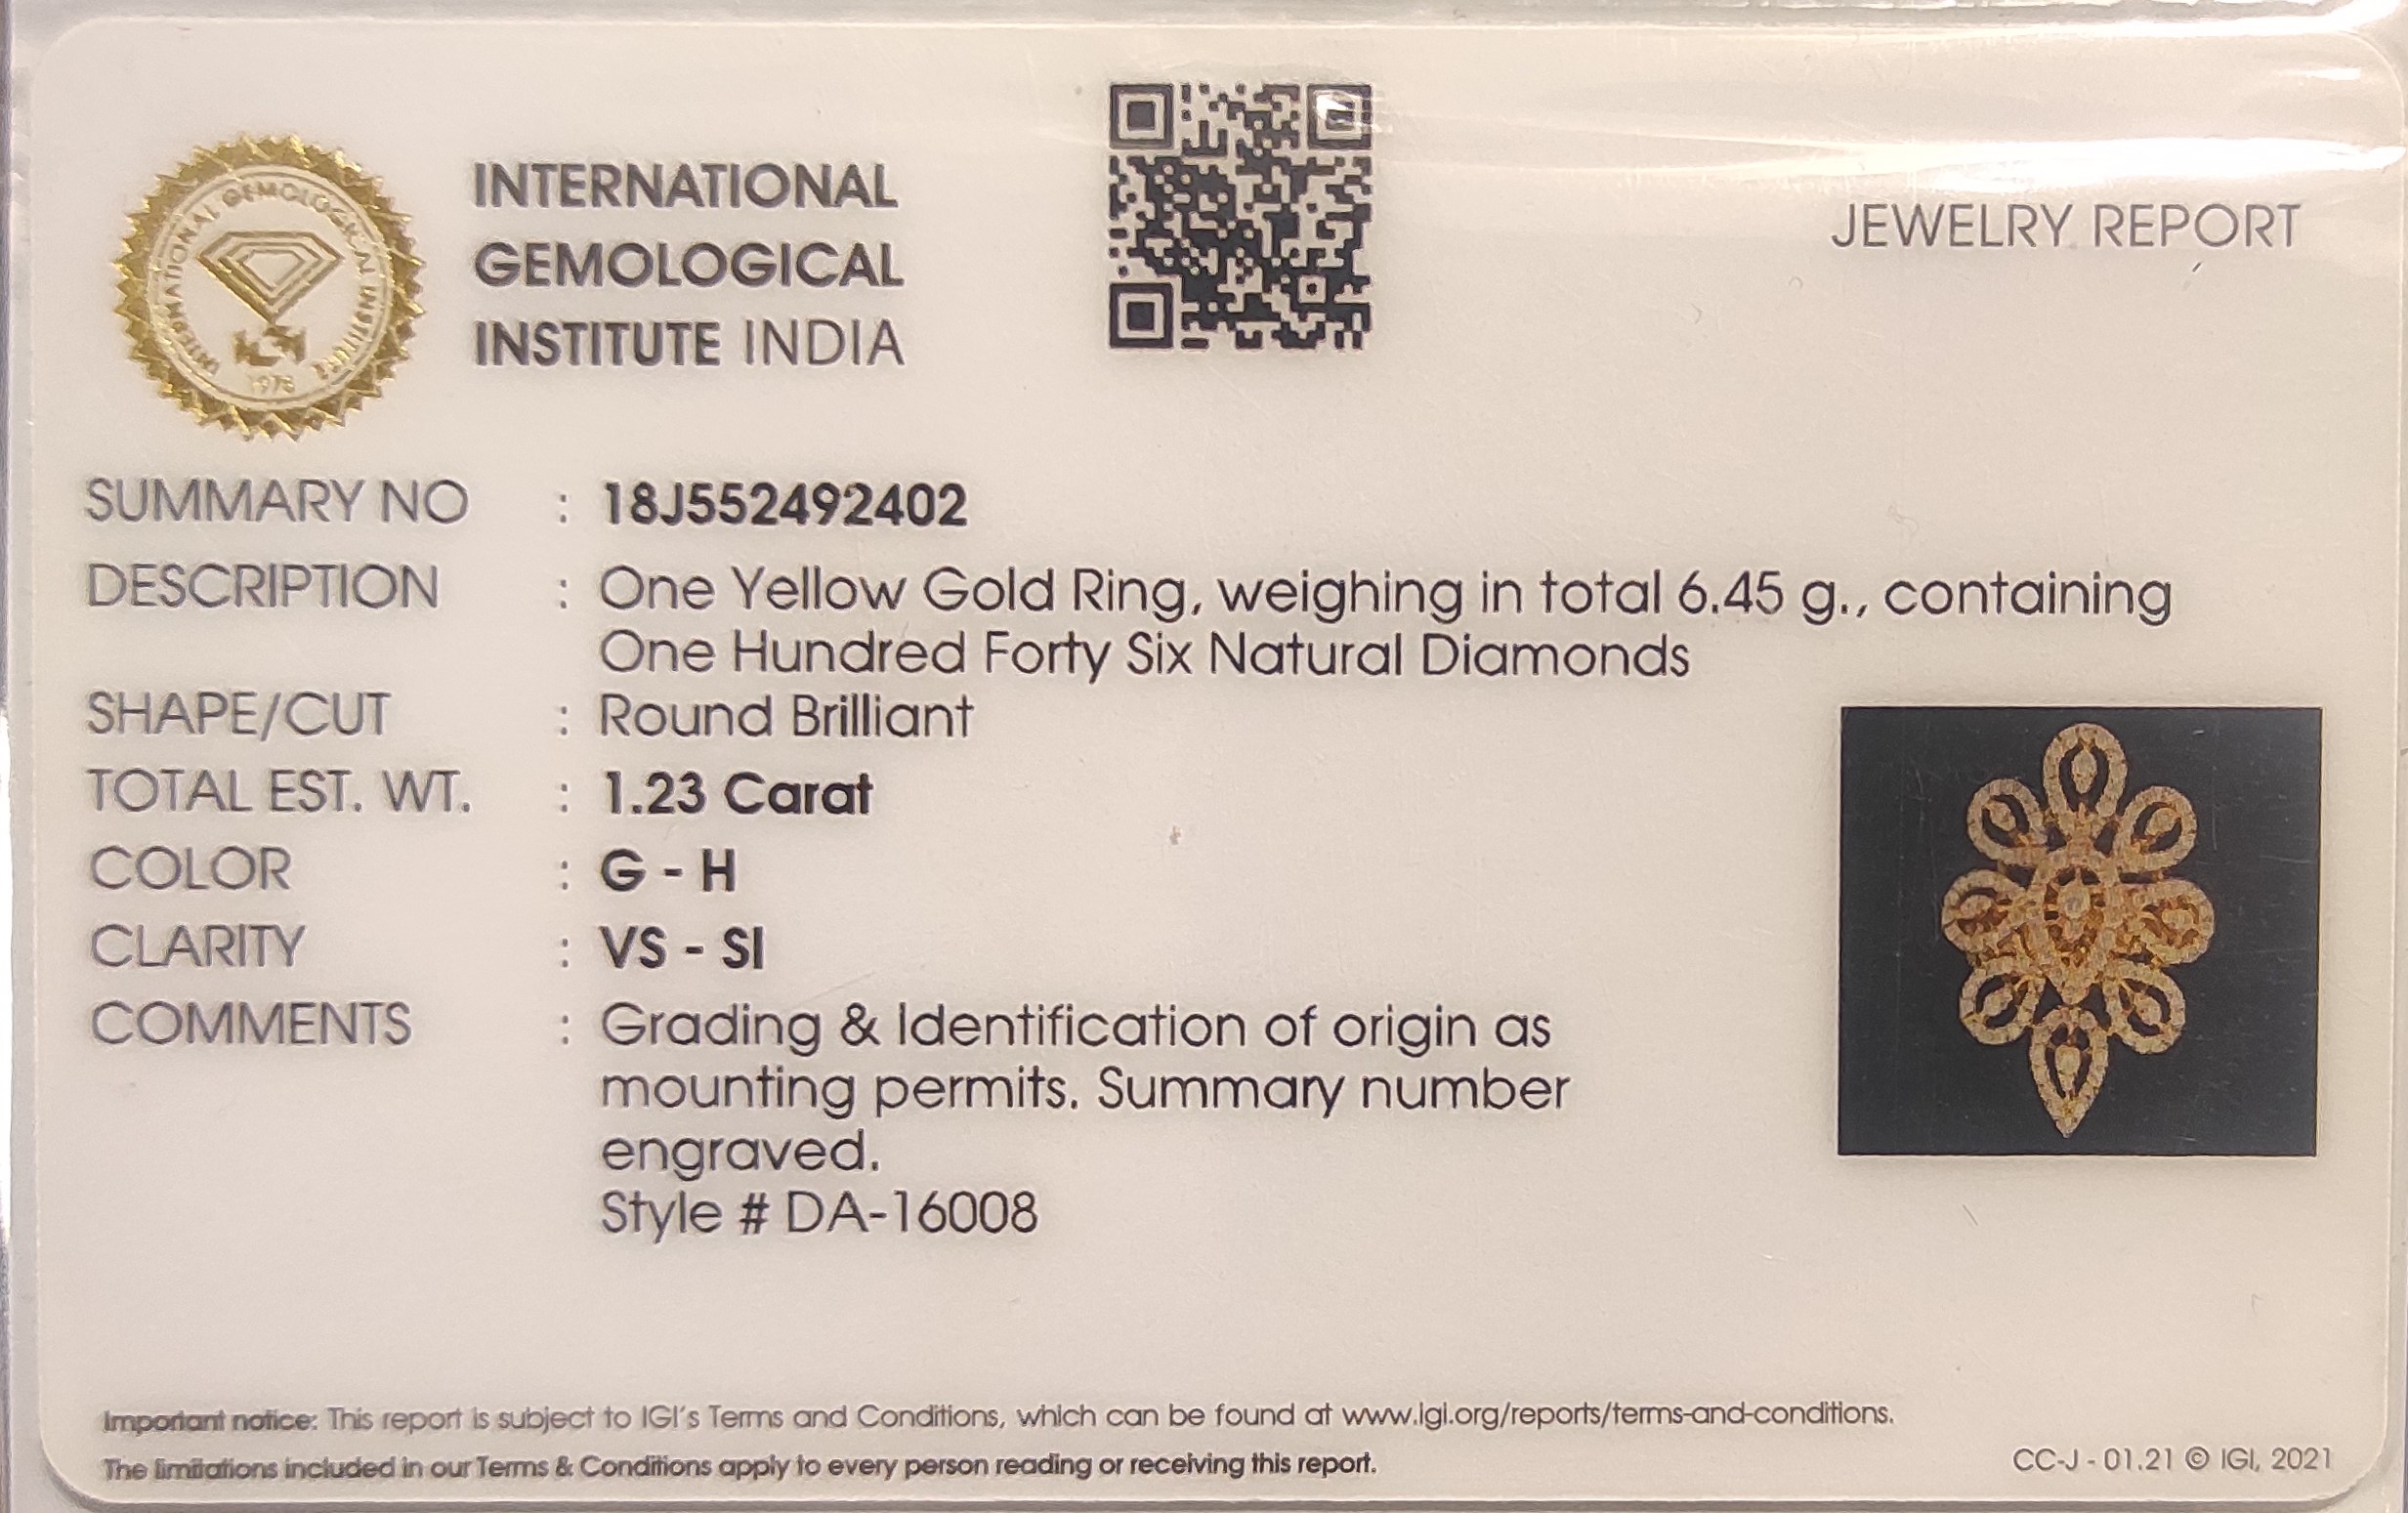 INTERNATIONAL GEMOLOGICAL INSTITUTE
1975
INTERNATIONAL
GEMOLOGICAL
INSTITUTE INDIA
JEWELRY REPORT
SUMMARY NO : 18J552492402
DESCRIPTION : One Yellow Gold Ring, weighing in total 6.45 g., containing
One Hundred Forty Six Natural Diamonds
SHAPE/CUT : Round Brilliant
TOTAL EST. WT. : 1.23 Carat
COLOR : G - H
CLARITY : VS - SI
COMMENTS : Grading & Identification of origin as
mounting permits. Summary number
engraved.
Style # DA-16008
Important notice: This report is subject to IGI's Terms and Conditions, which can be found at www.igi.org/reports/terms-and-conditions.
The limitations included in our Terms & Conditions apply to every person reading or receiving this report.
CC-J - 01.21 © IGI, 2021